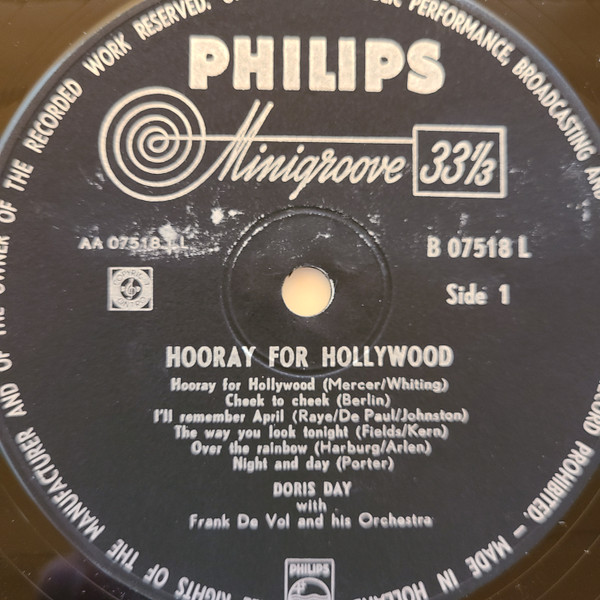 PHILIPS
Minigroove 33⅓
AA 07518 L
B 07518 L
Side 1
HOORAY FOR HOLLYWOOD
Hooray for Hollywood (Mercer/Whiting)
Cheek to cheek (Berlin)
I'll remember April (Raye/De Paul/Johnston)
The way you look tonight (Fields/Kern)
Over the rainbow (Harburg/Arlen)
Night and day (Porter)
DORIS DAY
with
Frank De Vol and his Orchestra
PHILIPS
RIGHTS OF THE MANUFACTURER AND OF THE OWNER OF THE RECORDED WORK RESERVED.
PERFORMANCE, BROADCASTING AND
PROHIBITED. – MADE IN